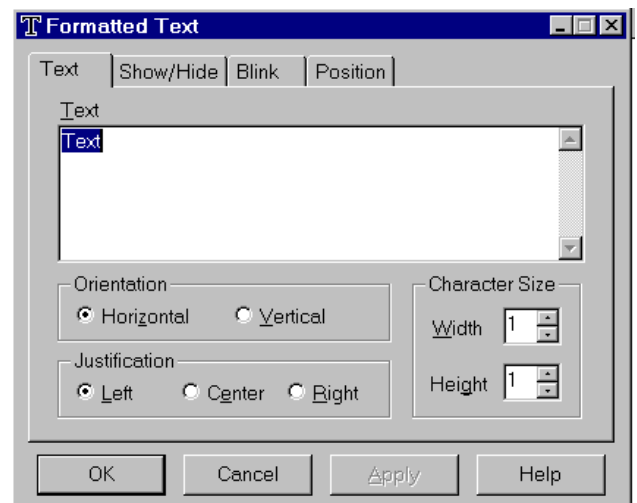 Formatted Text
Text Show/Hide Blink Position
Text
Text
Orientation
Horizontal Vertical
Justification
Left Center Right
Character Size
Width 1
Height 1
OK Cancel Apply Help